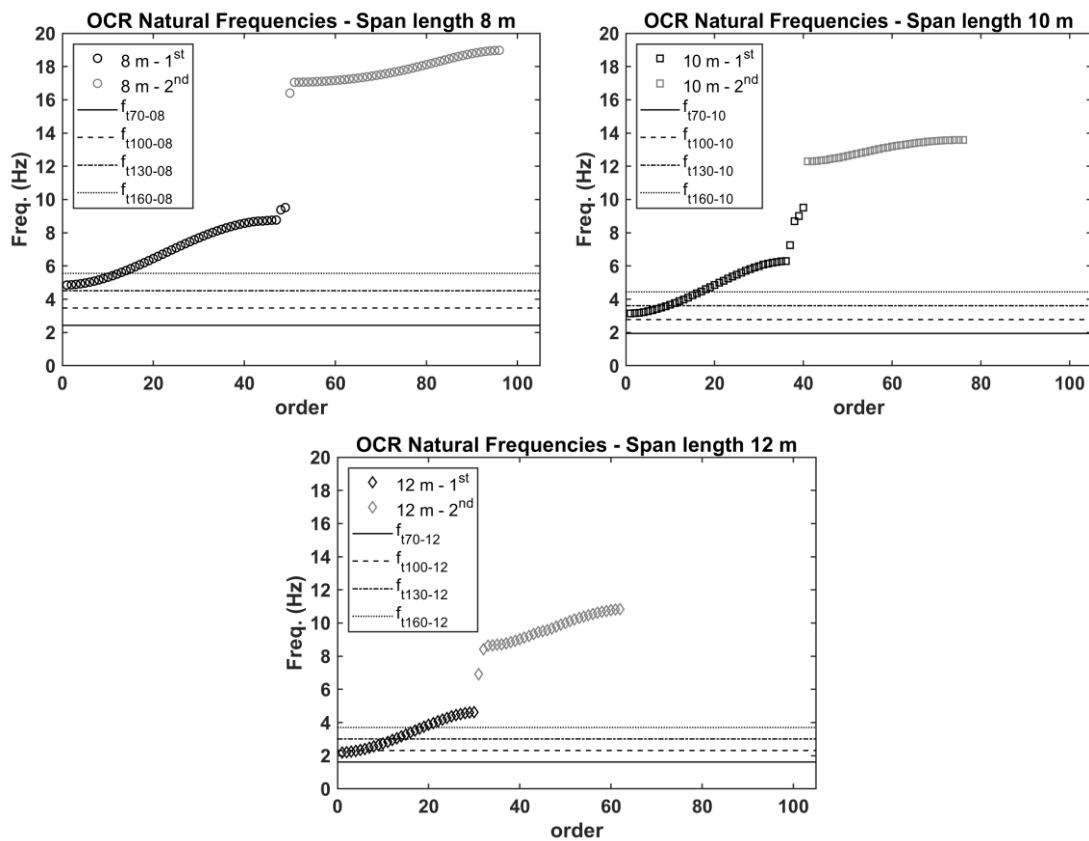 OCR Natural Frequencies - Span length 8 m
20
18
16
14
12
10
8
6
4
2
0
Freq. (Hz)
8 m - 1st
8 m - 2nd
ft70-08
ft100-08
ft130-08
ft160-08
0 20 40 60 80 100
order
OCR Natural Frequencies - Span length 10 m
20
18
16
14
12
10
8
6
4
2
0
Freq. (Hz)
10 m - 1st
10 m - 2nd
ft70-10
ft100-10
ft130-10
ft160-10
0 20 40 60 80 100
order
OCR Natural Frequencies - Span length 12 m
20
18
16
14
12
10
8
6
4
2
0
Freq. (Hz)
12 m - 1st
12 m - 2nd
ft70-12
ft100-12
ft130-12
ft160-12
0 20 40 60 80 100
order